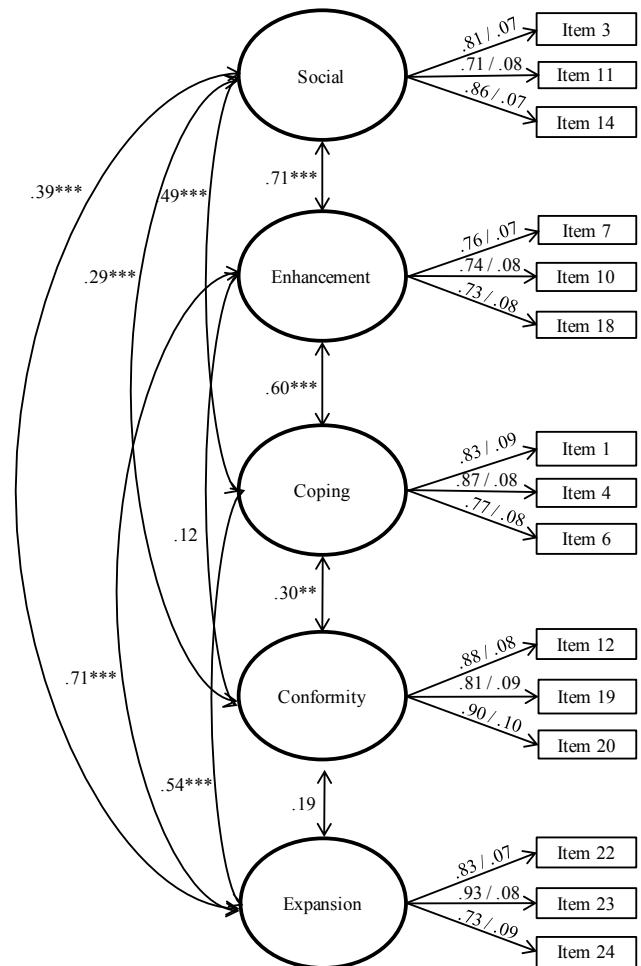 Social
.81 / .07
Item 3
.71 / .08
Item 11
.86 / .07
Item 14
.71***
.39***
.49***
.29***
Enhancement
.76 / .07
Item 7
.74 / .08
Item 10
.73 / .08
Item 18
.60***
Coping
.83 / .09
Item 1
.87 / .08
Item 4
.77 / .08
Item 6
.12
.30**
.71***
Conformity
.88 / .08
Item 12
.81 / .09
Item 19
.90 / .10
Item 20
.54***
.19
Expansion
.83 / .07
Item 22
.93 / .08
Item 23
.73 / .09
Item 24